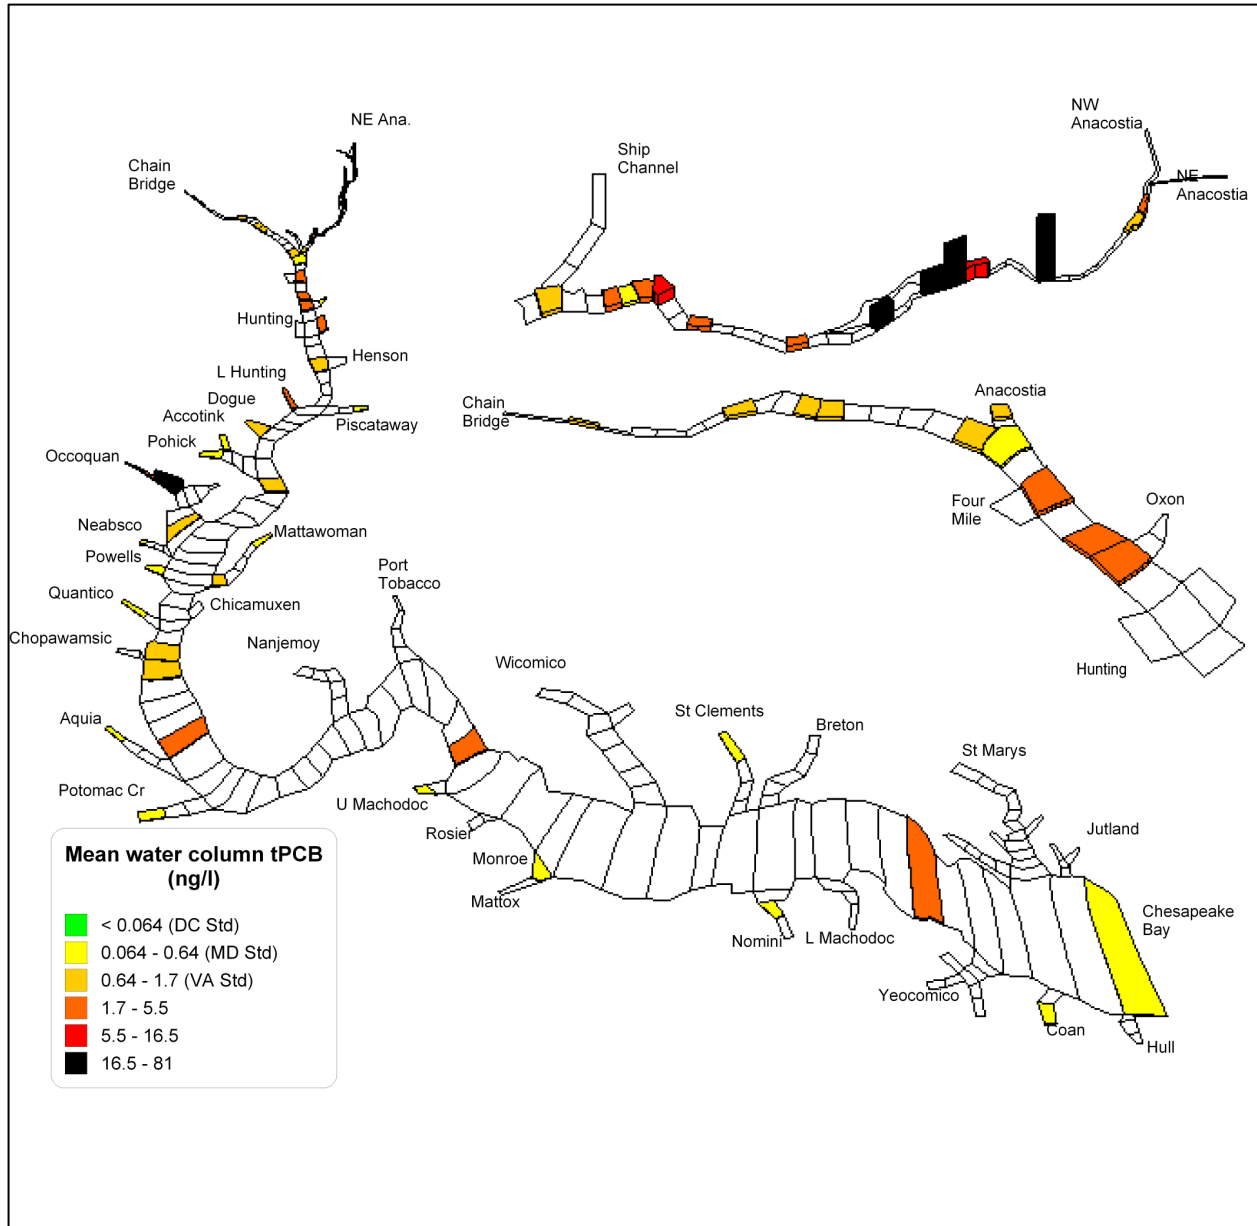 NE Ana.
NW
Anacostia
Chain
Bridge
Ship
Channel
NE
Anacostia
Hunting
Henson
L Hunting
Dogue
Accotink
Piscataway
Pohick
Chain
Bridge
Anacostia
Occoquan
Four
Mile
Oxon
Neabsco
Mattawoman
Powells
Port
Tobacco
Quantico
Chicamuxen
Chopawamsic
Nanjemoy
Wicomico
Hunting
Aquia
St Clements
Breton
St Marys
Potomac Cr
U Machodoc
Rosier
Jutland
Monroe
Mattox
Chesapeake
Bay
Nomini
L Machodoc
Yeocomico
Coan
Hull
Mean water column tPCB
(ng/l)
< 0.064 (DC Std)
0.064 - 0.64 (MD Std)
0.64 - 1.7 (VA Std)
1.7 - 5.5
5.5 - 16.5
16.5 - 81